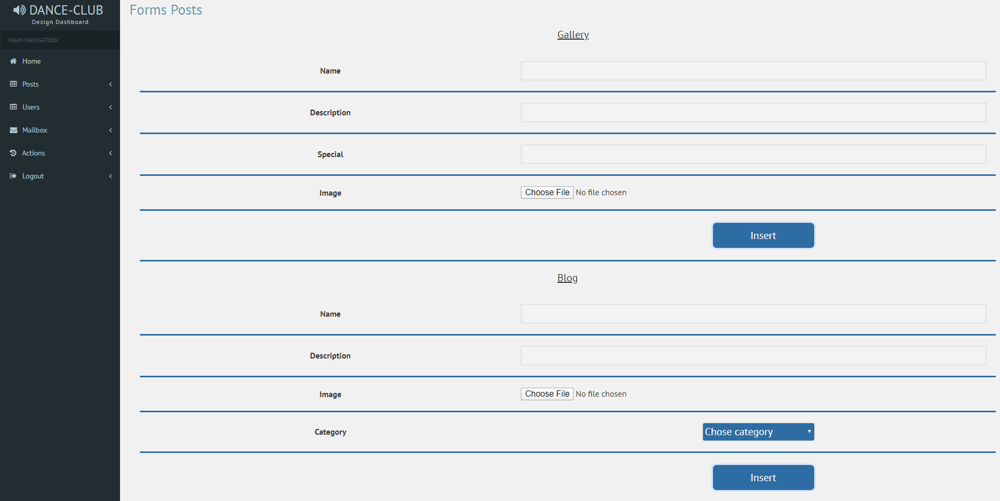 DANCE-CLUB
Design Dashboard
MAIN NAVIGATION
Home
Posts
Users
Mailbox
Actions
Logout
Forms Posts
Gallery
Name
Description
Special
Image
Choose File No file chosen
Insert
Blog
Name
Description
Image
Choose File No file chosen
Category
Chose category
Insert